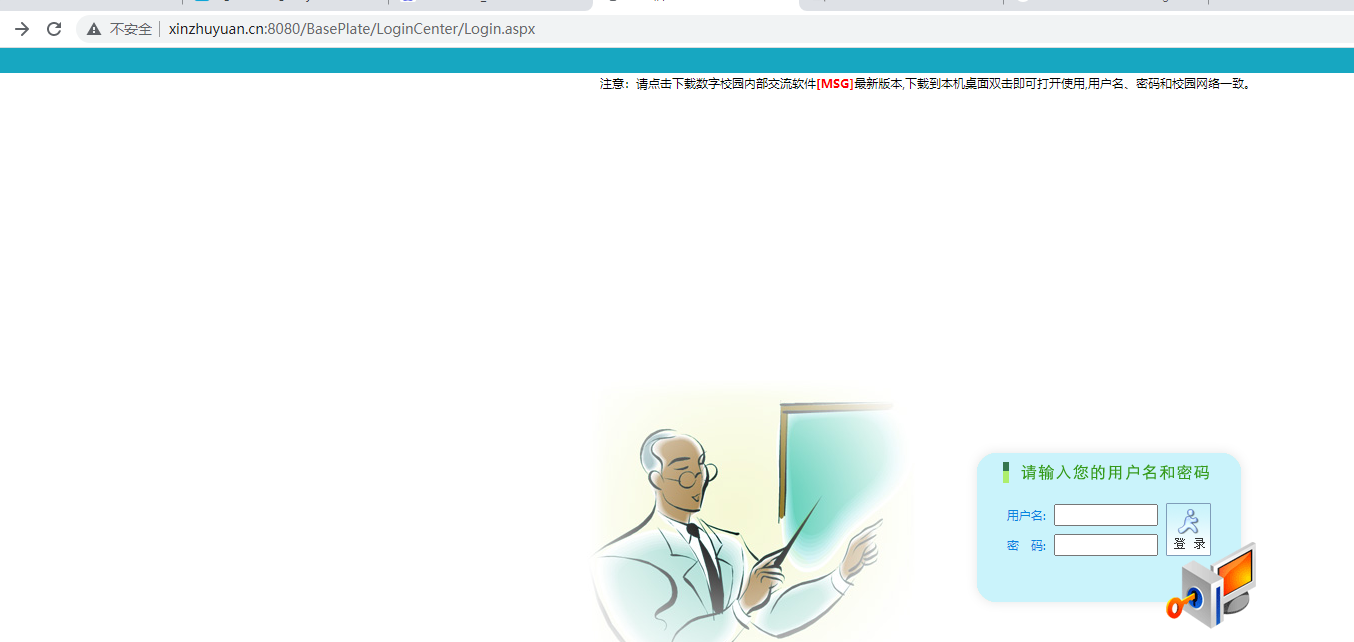 不安全 xinzhuyuan.cn:8080/BasePlate/LoginCenter/Login.aspx
注意：请点击下载数字校园内部交流软件[MSG]最新版本,下载到本机桌面双击即可打开使用,用户名、密码和校园网络一致。
请输入您的用户名和密码
用户名:
密 码:
登 录